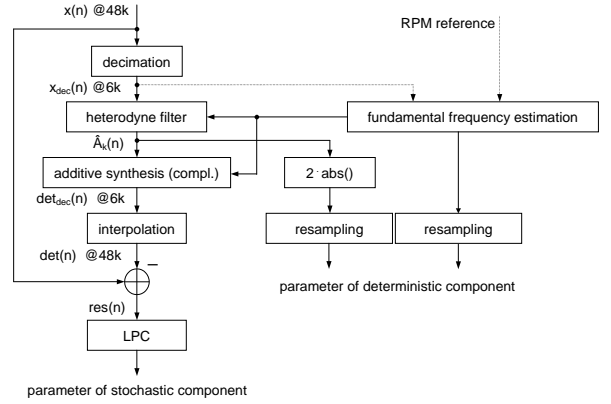 x(n) @48k
RPM reference
decimation
x_dec(n) @6k
heterodyne filter
fundamental frequency estimation
Â_k(n)
additive synthesis (compl.)
2·abs()
det_dec(n) @6k
interpolation
resampling
resampling
det(n) @48k
−
parameter of deterministic component
res(n)
LPC
parameter of stochastic component